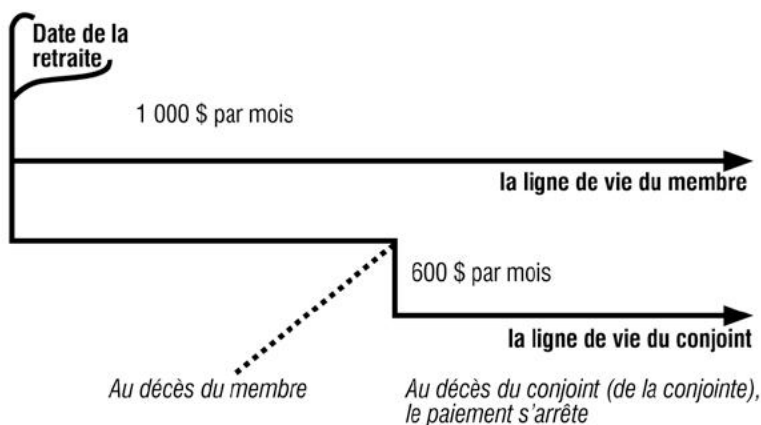 Date de la
retraite
1 000 $ par mois
la ligne de vie du membre
600 $ par mois
la ligne de vie du conjoint
Au décès du membre
Au décès du conjoint (de la conjointe),
le paiement s'arrête